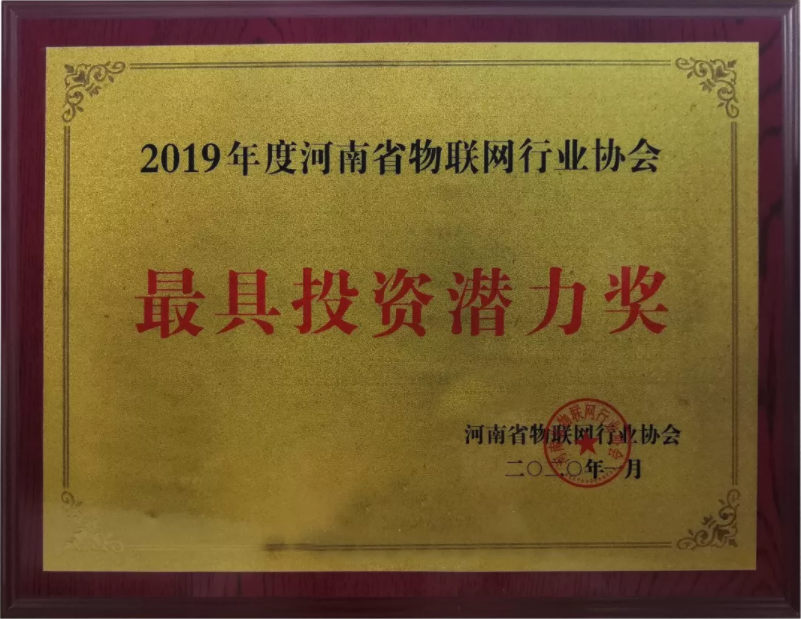 2019年度河南省物联网行业协会
最具投资潜力奖
河南省物联网行业协会
二〇二〇年一月